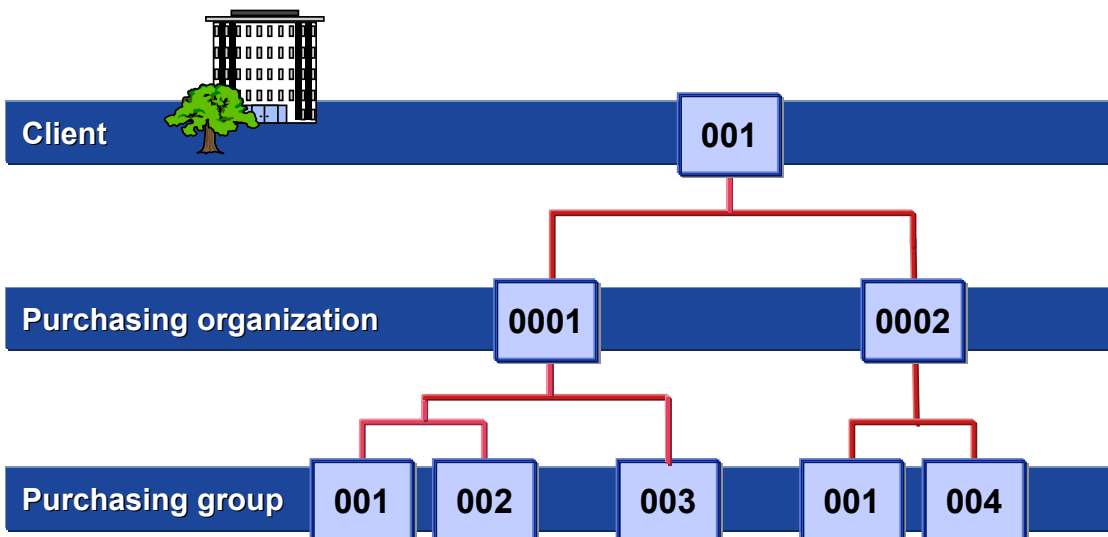 Client
001
Purchasing organization
0001
0002
Purchasing group
001
002
003
001
004